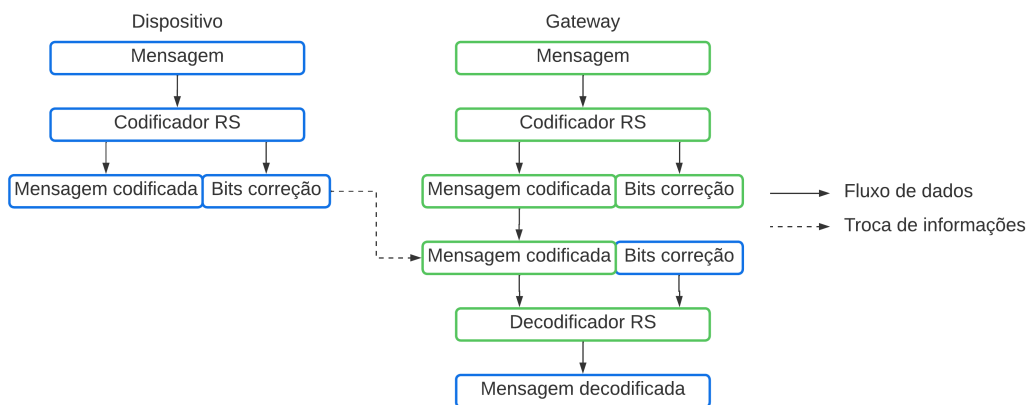 Dispositivo
Mensagem
Codificador RS
Mensagem codificada
Bits correção
Gateway
Mensagem
Codificador RS
Mensagem codificada
Bits correção
Mensagem codificada
Bits correção
Decodificador RS
Mensagem decodificada
Fluxo de dados
Troca de informações